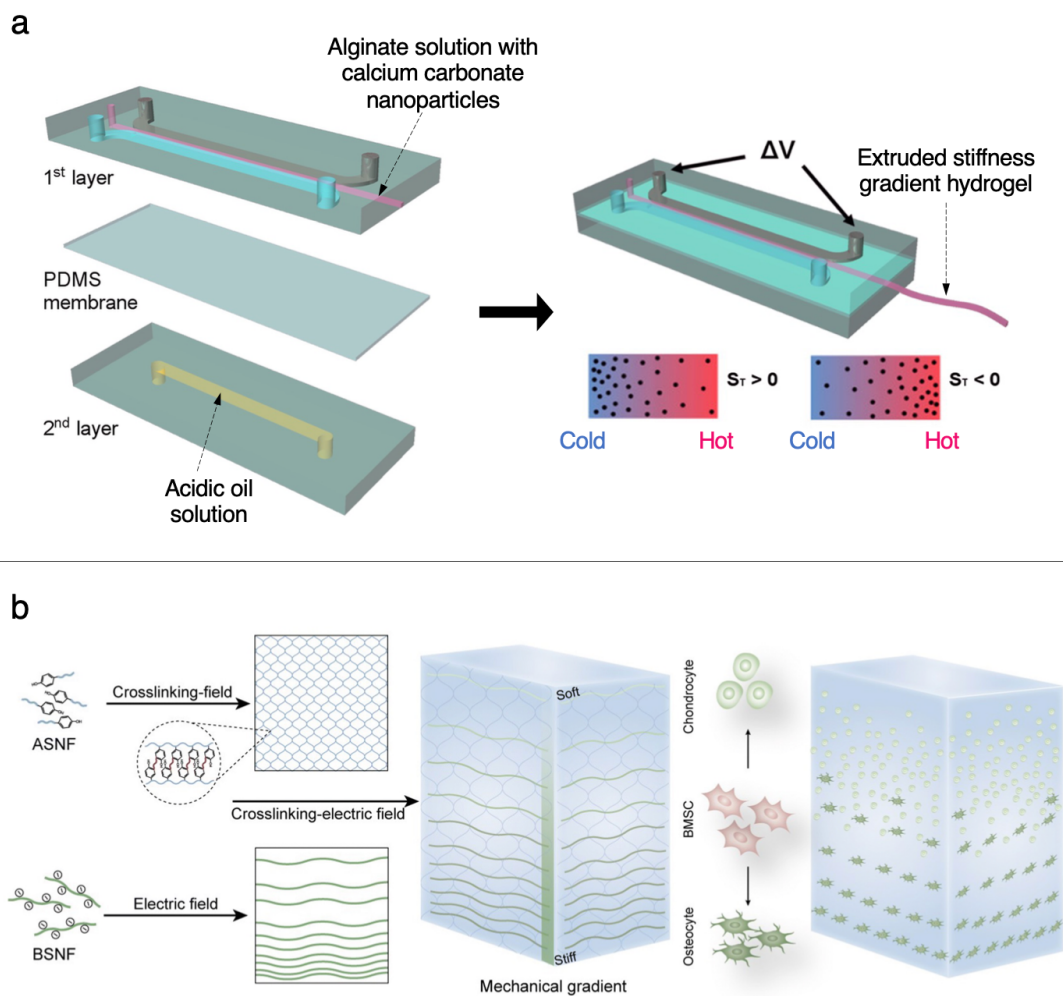 a
Alginate solution with
calcium carbonate
nanoparticles
1st layer
PDMS
membrane
2nd layer
Acidic oil
solution
ΔV
Extruded stiffness
gradient hydrogel
S_T > 0
S_T < 0
Cold
Hot
Cold
Hot
b
ASNF
Crosslinking-field
Crosslinking-electric field
BSNF
Electric field
Soft
Stiff
Mechanical gradient
Chondrocyte
BMSC
Osteocyte